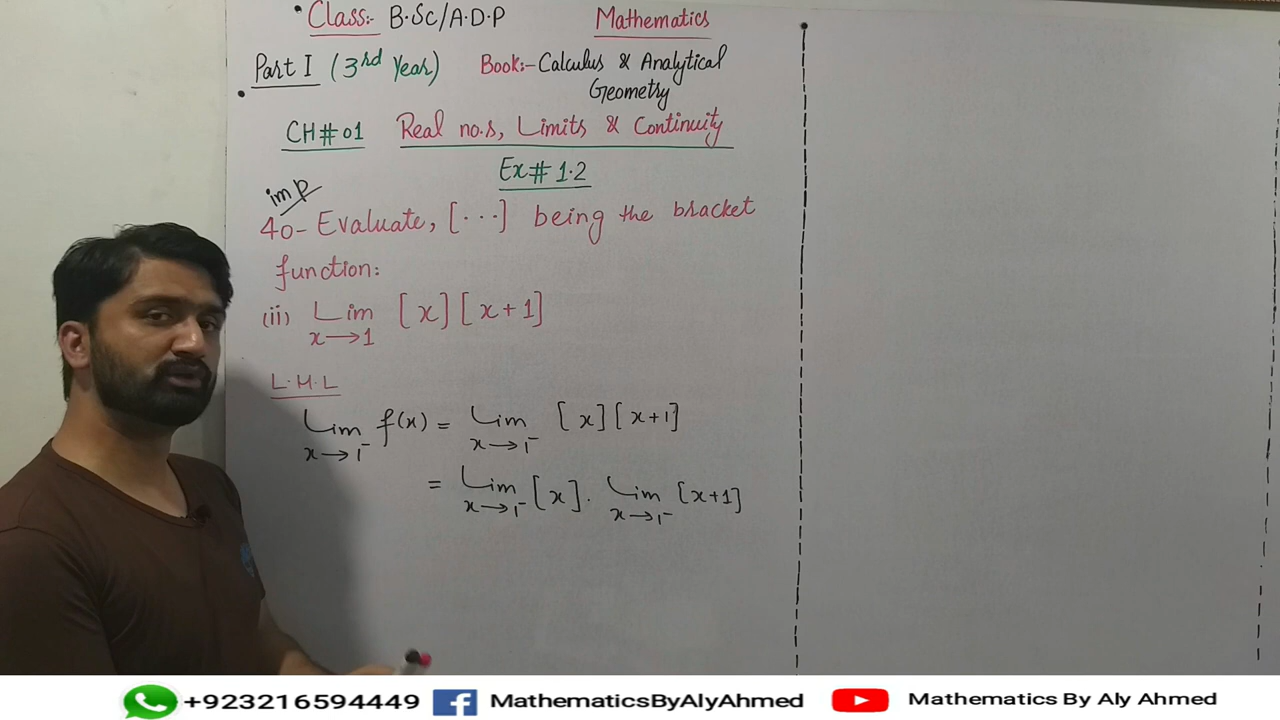 Class:- B.Sc/A.D.P Mathematics
Part I (3rd Year) Book:- Calculus & Analytical
Geometry
CH# 01 Real no.s, Limits & Continuity
Ex# 1.2
imp
40- Evaluate, [...] being the bracket
function:
(ii) Lim [x][x+1]
x→1
L.H.L
Lim f(x) = Lim [x][x+1]
x→1⁻ x→1⁻
= Lim [x] . Lim [x+1]
x→1⁻ x→1⁻
+923216594449 MathematicsByAlyAhmed Mathematics By Aly Ahmed